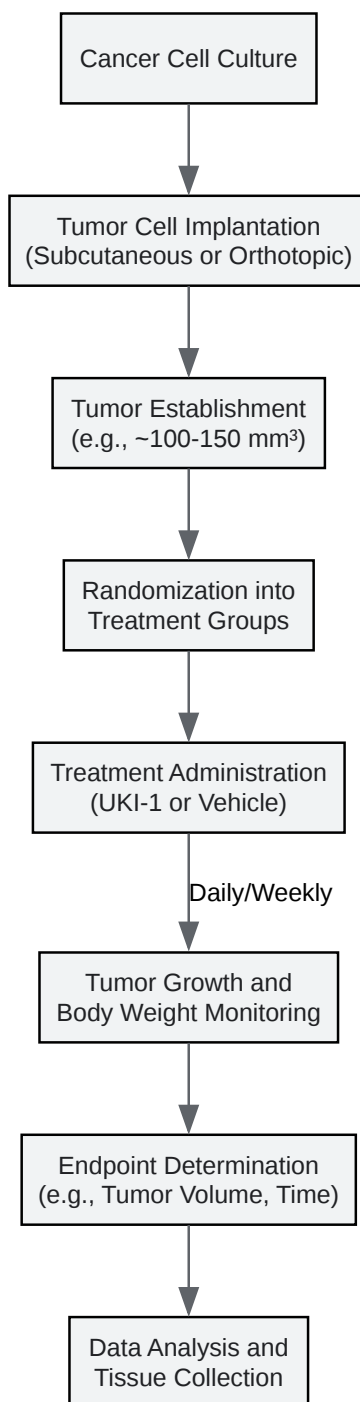 Cancer Cell Culture
Tumor Cell Implantation
(Subcutaneous or Orthotopic)
Tumor Establishment
(e.g., ~100-150 mm³)
Randomization into
Treatment Groups
Treatment Administration
(UKI-1 or Vehicle)
Daily/Weekly
Tumor Growth and
Body Weight Monitoring
Endpoint Determination
(e.g., Tumor Volume, Time)
Data Analysis and
Tissue Collection